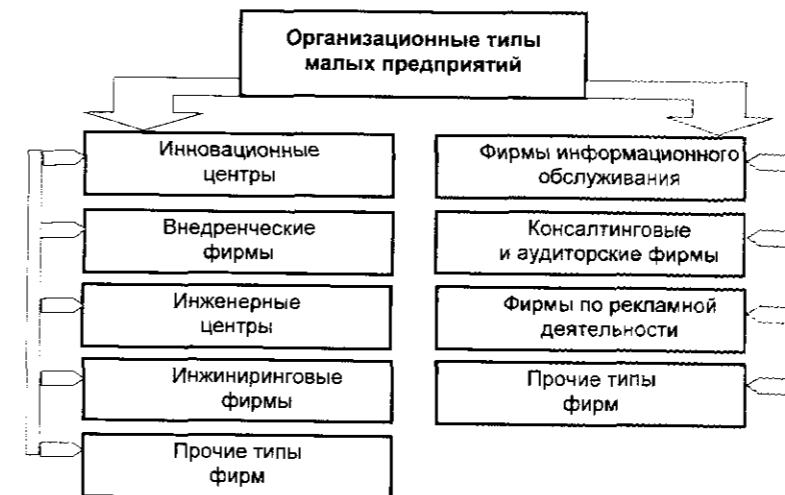 Организационные типы
малых предприятий
Инновационные
центры
Внедренческие
фирмы
Инженерные
центры
Инжиниринговые
фирмы
Прочие типы
фирм
Фирмы информационного
обслуживания
Консалтинговые
и аудиторские фирмы
Фирмы по рекламной
деятельности
Прочие типы
фирм